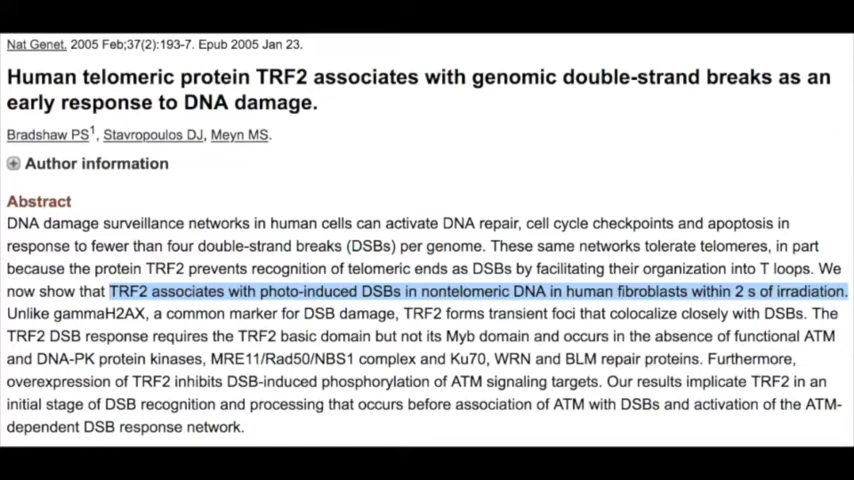 Nat Genet. 2005 Feb;37(2):193-7. Epub 2005 Jan 23.
Human telomeric protein TRF2 associates with genomic double-strand breaks as an
early response to DNA damage.
Bradshaw PS1, Stavropoulos DJ, Meyn MS.
Author information
Abstract
DNA damage surveillance networks in human cells can activate DNA repair, cell cycle checkpoints and apoptosis in
response to fewer than four double-strand breaks (DSBs) per genome. These same networks tolerate telomeres, in part
because the protein TRF2 prevents recognition of telomeric ends as DSBs by facilitating their organization into T loops. We
now show that TRF2 associates with photo-induced DSBs in nontelomeric DNA in human fibroblasts within 2 s of irradiation.
Unlike gammaH2AX, a common marker for DSB damage, TRF2 forms transient foci that colocalize closely with DSBs. The
TRF2 DSB response requires the TRF2 basic domain but not its Myb domain and occurs in the absence of functional ATM
and DNA-PK protein kinases, MRE11/Rad50/NBS1 complex and Ku70, WRN and BLM repair proteins. Furthermore,
overexpression of TRF2 inhibits DSB-induced phosphorylation of ATM signaling targets. Our results implicate TRF2 in an
initial stage of DSB recognition and processing that occurs before association of ATM with DSBs and activation of the ATM-
dependent DSB response network.